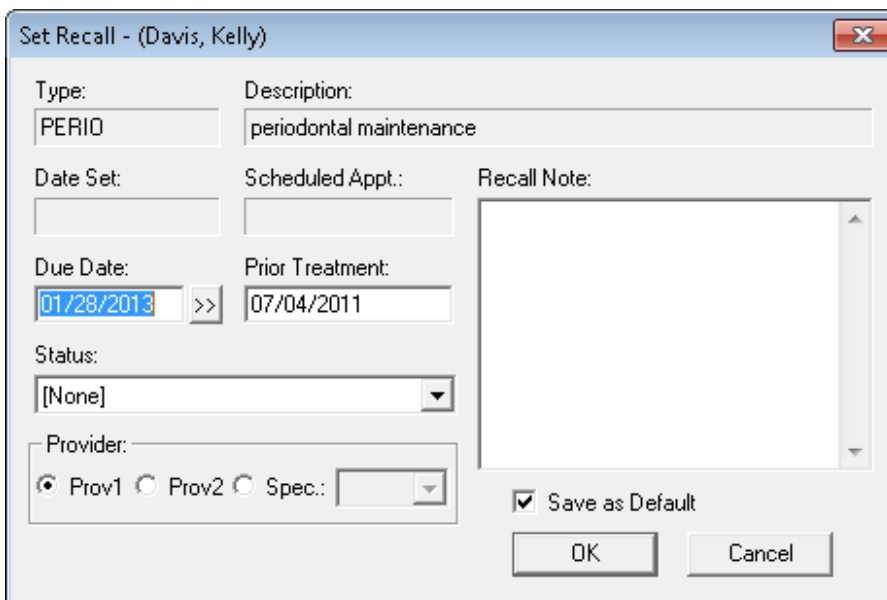 Set Recall - (Davis, Kelly)
Type: Description:
PERIO periodontal maintenance
Date Set: Scheduled Appt.: Recall Note:
Due Date: Prior Treatment:
01/28/2013 >> 07/04/2011
Status:
[None]
Provider:
Prov1 Prov2 Spec.:
Save as Default
OK Cancel